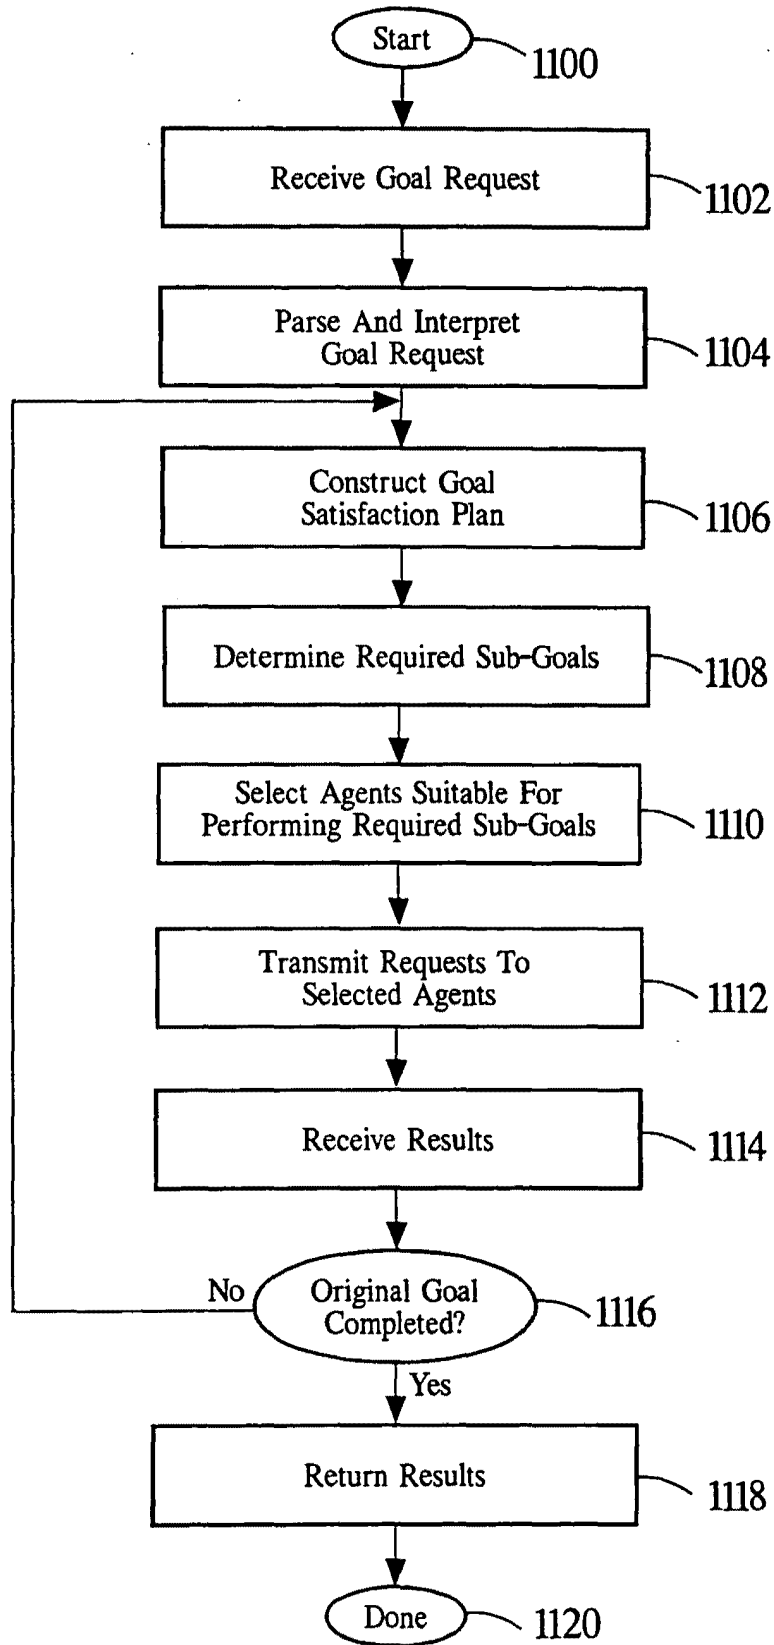 Start
1100
Receive Goal Request
1102
Parse And Interpret
Goal Request
1104
Construct Goal
Satisfaction Plan
1106
Determine Required Sub-Goals
1108
Select Agents Suitable For
Performing Required Sub-Goals
1110
Transmit Requests To
Selected Agents
1112
Receive Results
1114
No
Original Goal
Completed?
1116
Yes
Return Results
1118
Done
1120